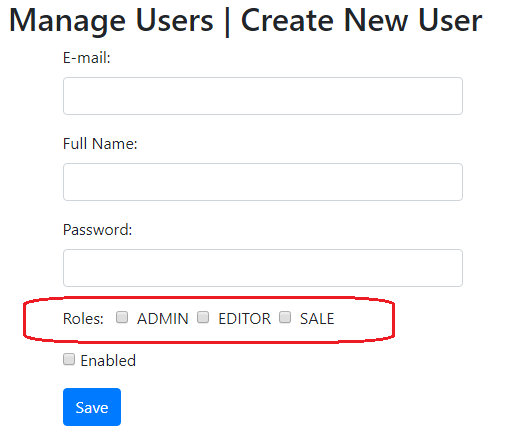 Manage Users | Create New User
E-mail:
Full Name:
Password:
Roles: ADMIN EDITOR SALE
Enabled
Save